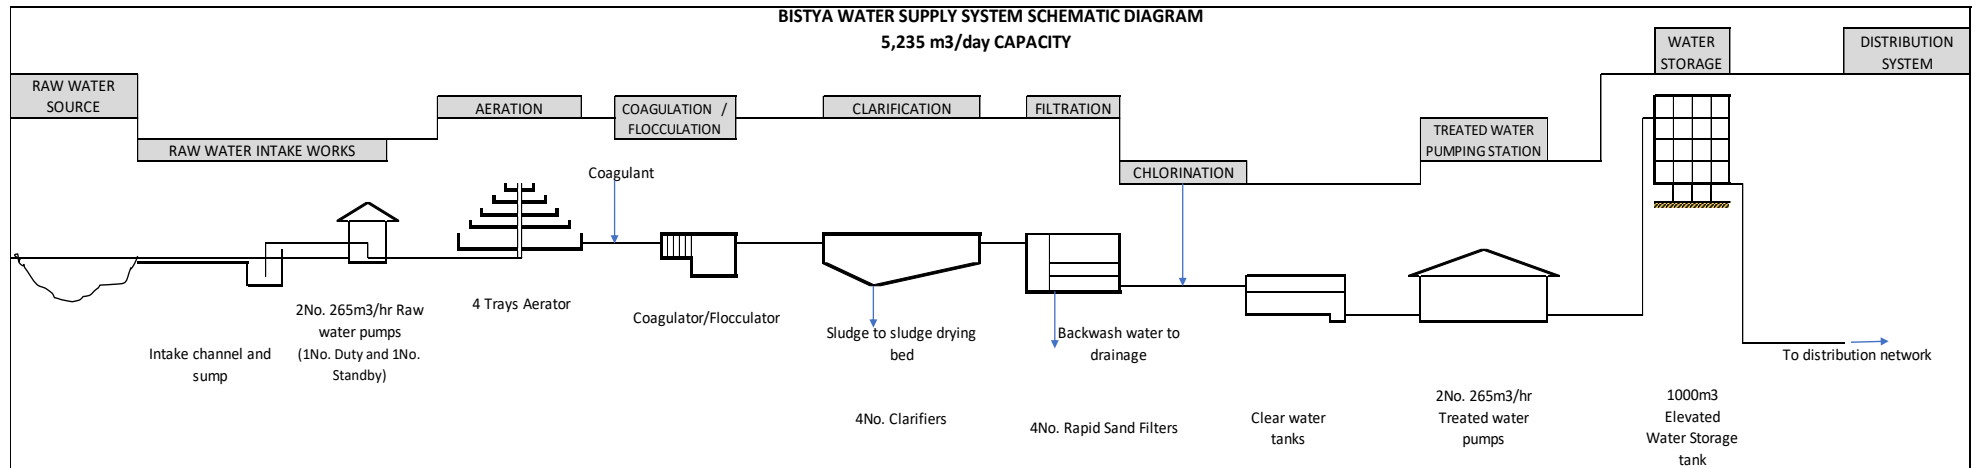 BISTYA WATER SUPPLY SYSTEM SCHEMATIC DIAGRAM
5,235 m3/day CAPACITY
RAW WATER
SOURCE
RAW WATER INTAKE WORKS
AERATION
COAGULATION /
FLOCCULATION
CLARIFICATION
FILTRATION
CHLORINATION
TREATED WATER
PUMPING STATION
WATER
STORAGE
DISTRIBUTION
SYSTEM
Coagulant
Intake channel and
sump
2No. 265m3/hr Raw
water pumps
(1No. Duty and 1No.
Standby)
4 Trays Aerator
Coagulator/Flocculator
Sludge to sludge drying
bed
4No. Clarifiers
Backwash water to
drainage
4No. Rapid Sand Filters
Clear water
tanks
2No. 265m3/hr
Treated water
pumps
1000m3
Elevated
Water Storage
tank
To distribution network